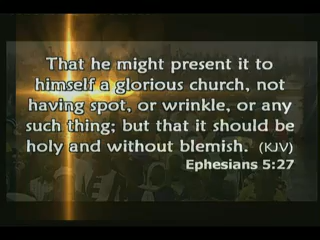 That he might present it to
himself a glorious church, not
having spot, or wrinkle, or any
such thing; but that it should be
holy and without blemish. (KJV)
Ephesians 5:27